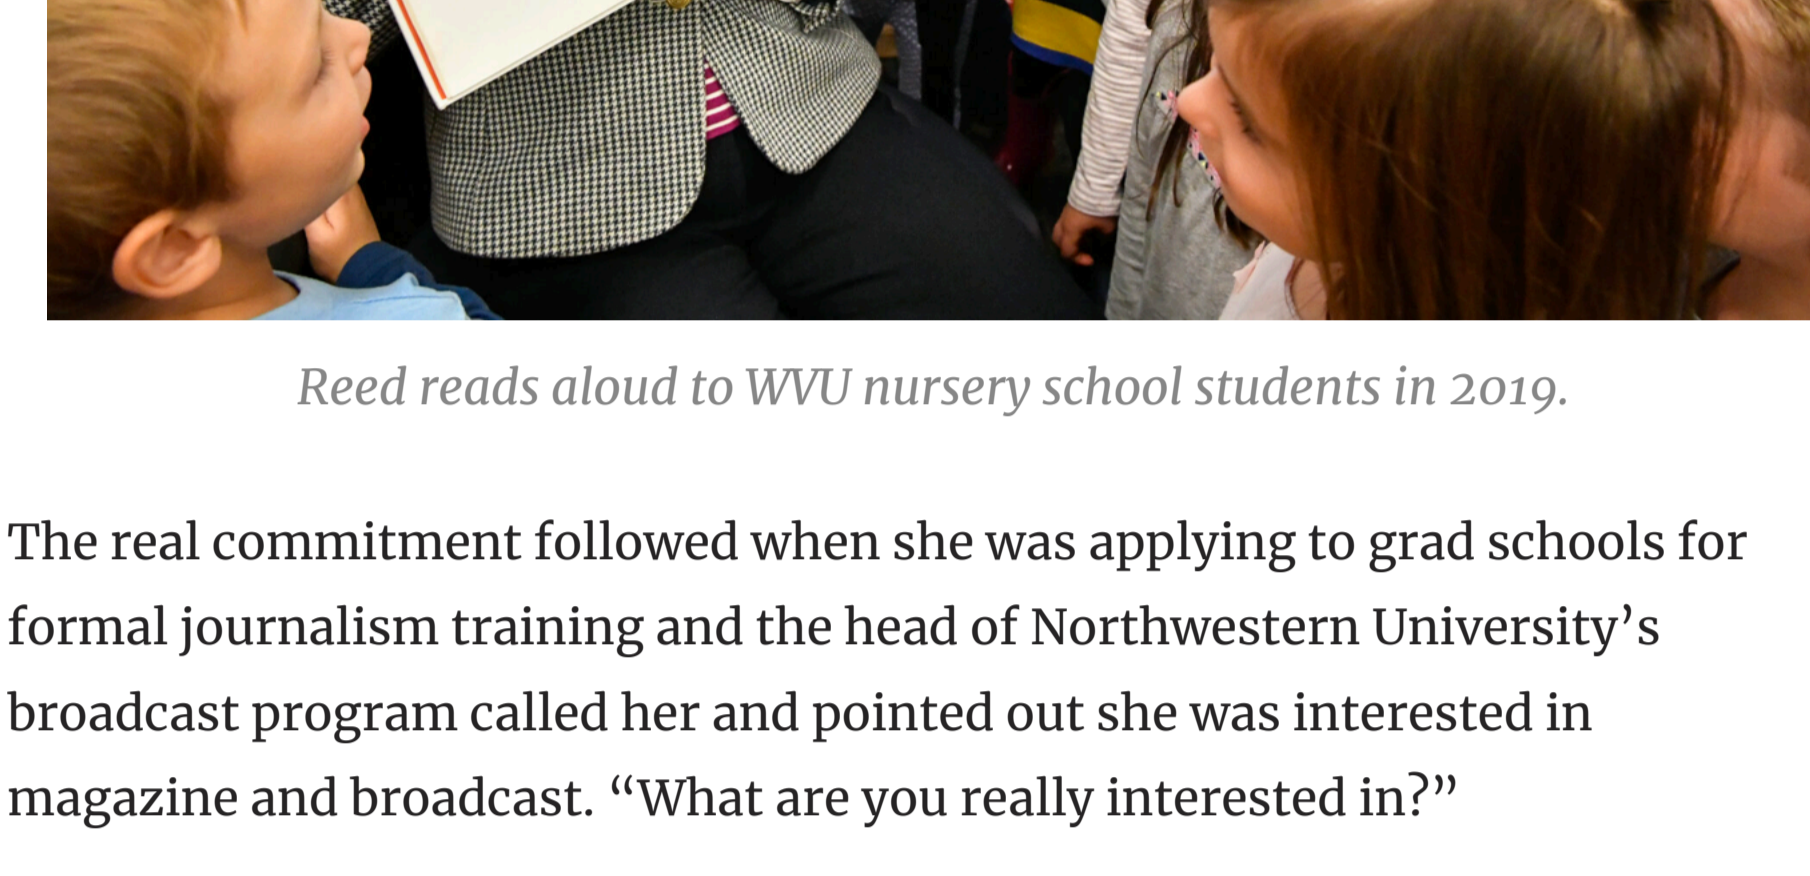 Reed reads aloud to WVU nursery school students in 2019.
The real commitment followed when she was applying to grad schools for
formal journalism training and the head of Northwestern University’s
broadcast program called her and pointed out she was interested in
magazine and broadcast. “What are you really interested in?”